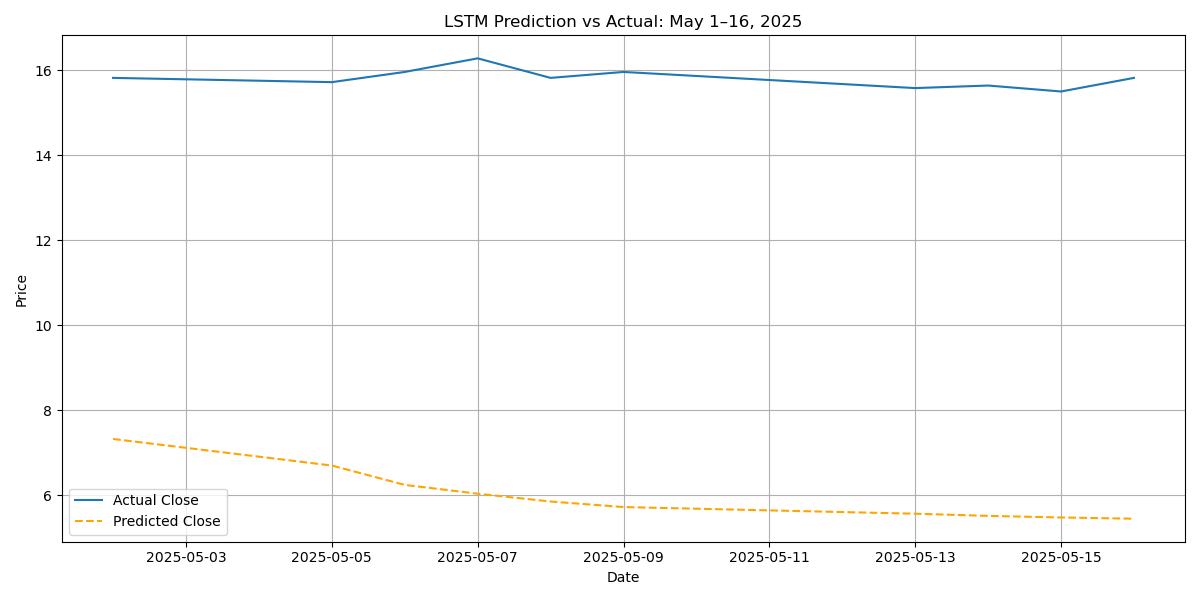 LSTM Prediction vs Actual: May 1–16, 2025
Price
16
14
12
10
8
6
Actual Close
Predicted Close
2025-05-03
2025-05-05
2025-05-07
2025-05-09
2025-05-11
2025-05-13
2025-05-15
Date